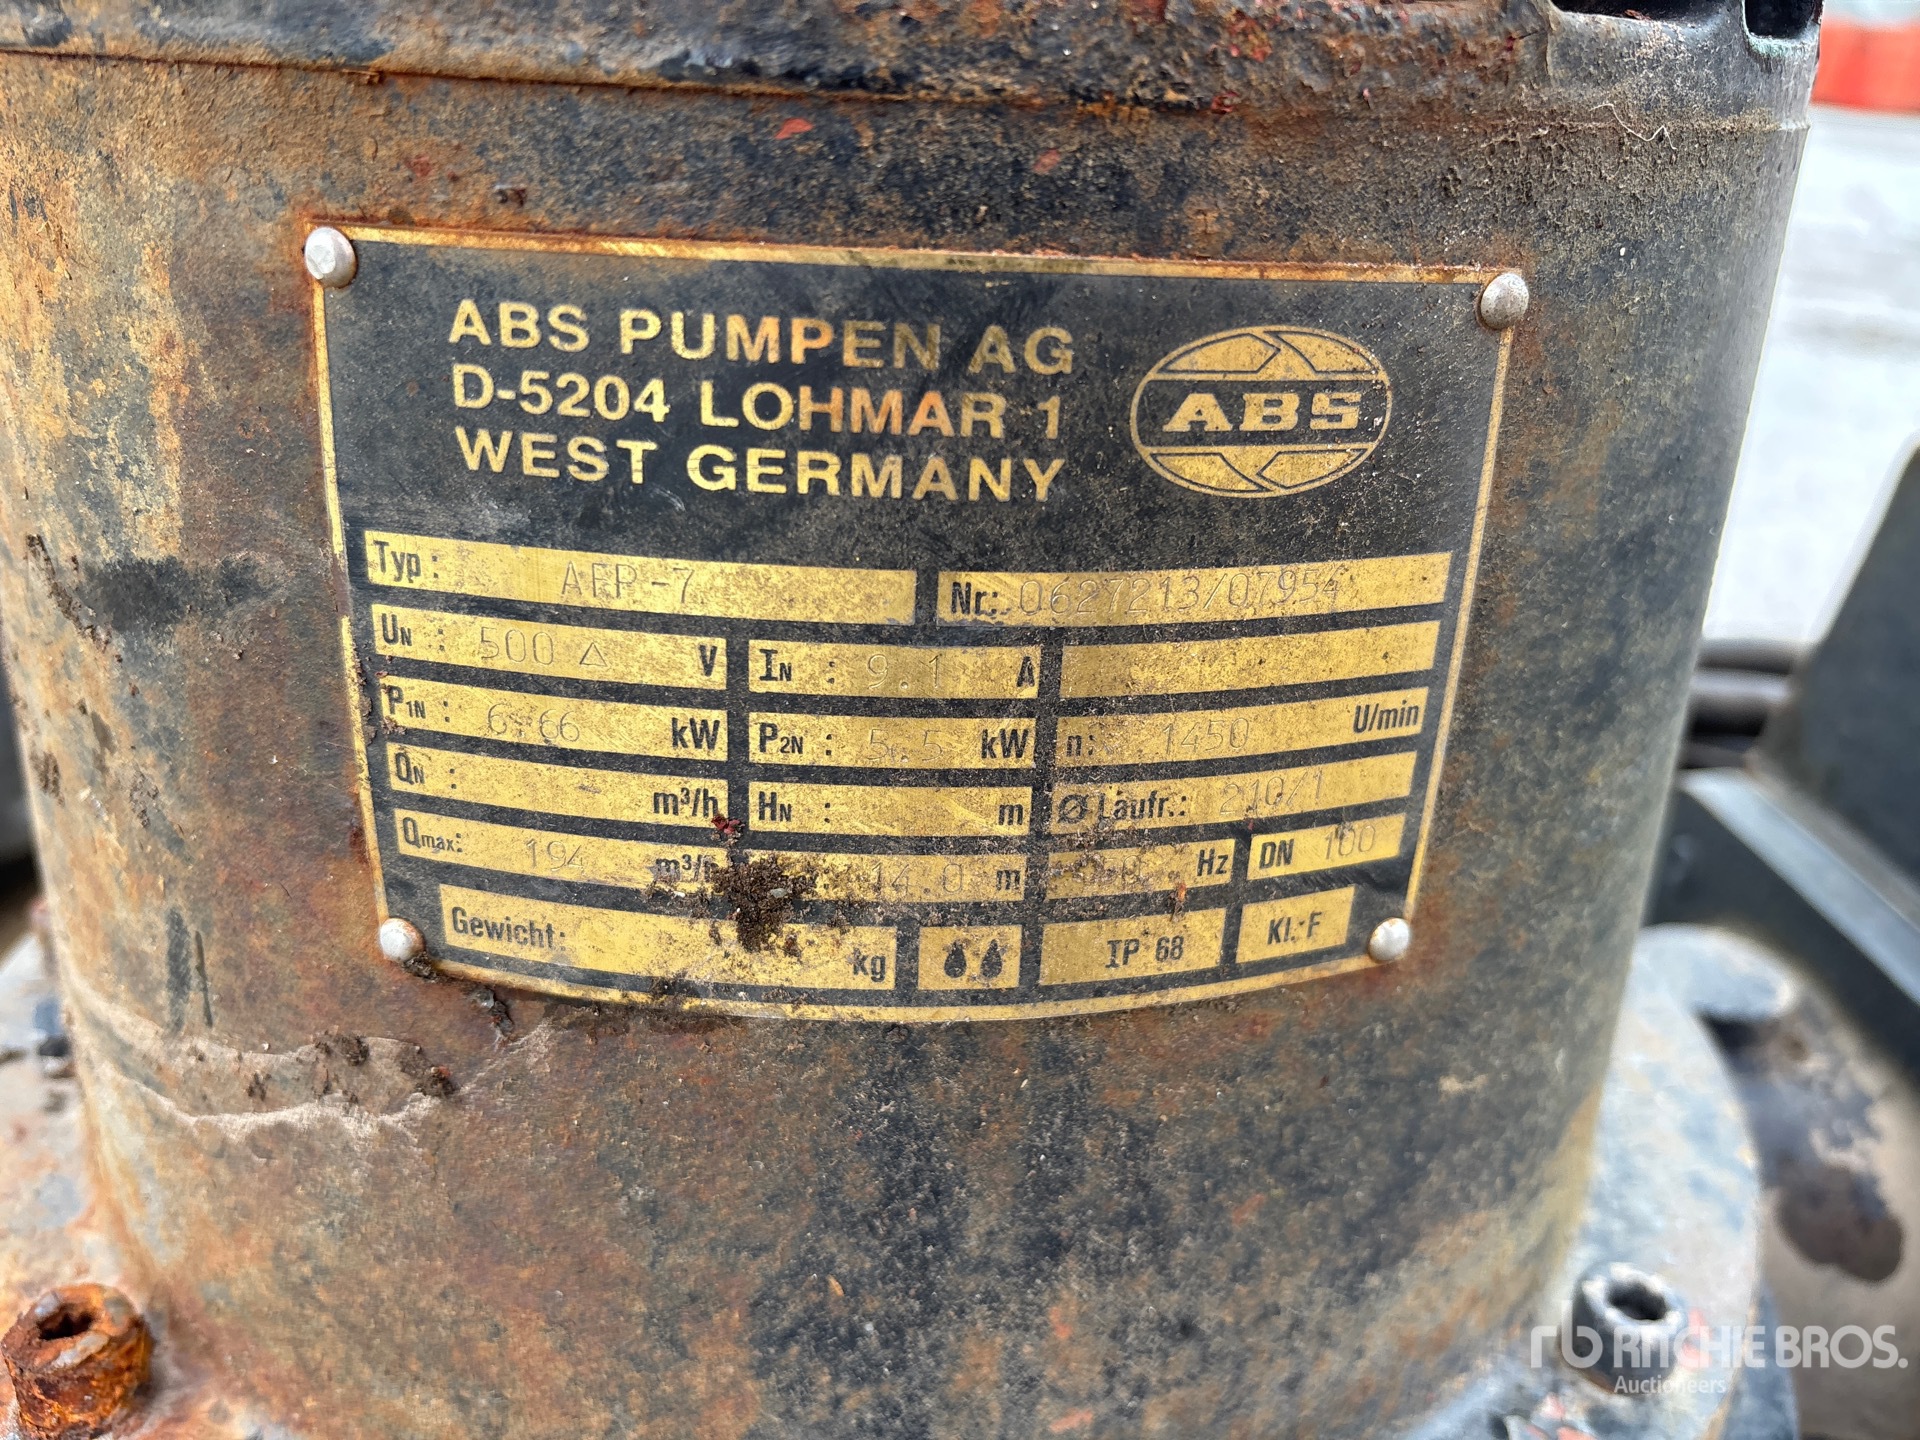 ABS PUMPEN AG
D-5204 LOHMAR 1
WEST GERMANY
ABS
Typ: AFP-7 Nr.: 0627213/07954
UN : 500 △ V IN : 9.1 A
P1N : 6.66 kW P2N : 5.5 kW n: 1450 U/min
QN : m³/h HN : m Ø Laufr.: 210/1
Qmax: 194 14.0 m Hz DN 100
Gewicht: kg IP 68 Kl.: F
rb RITCHIE BROS.
Auctioneers